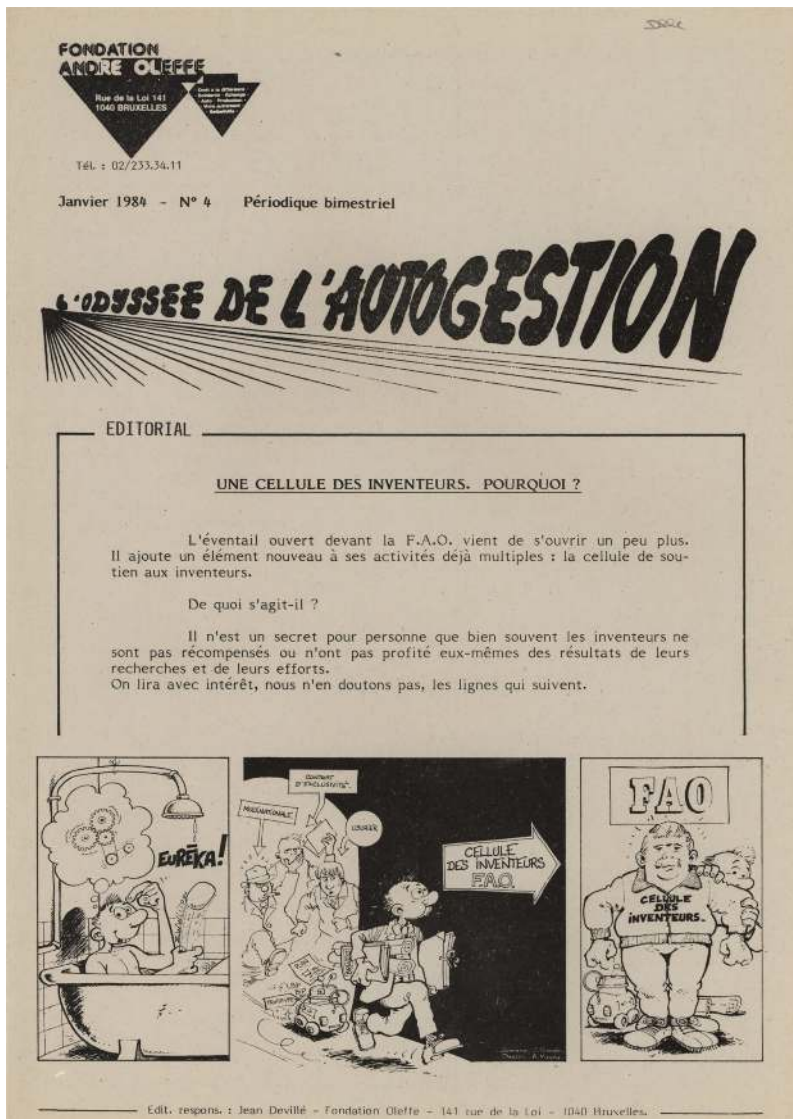 FONDATION
ANDRE OLEFFE
Rue de la Loi 141
1040 BRUXELLES
Tél. : 02/233.34.11
Janvier 1984 - N° 4 Périodique bimestriel
L'ODYSSEE DE L'AUTOGESTION
EDITORIAL
UNE CELLULE DES INVENTEURS. POURQUOI ?
L'éventail ouvert devant la F.A.O. vient de s'ouvrir un peu plus.
Il ajoute un élément nouveau à ses activités déjà multiples : la cellule de sou-
tien aux inventeurs.
De quoi s'agit-il ?
Il n'est un secret pour personne que bien souvent les inventeurs ne
sont pas récompensés ou n'ont pas profité eux-mêmes des résultats de leurs
recherches et de leurs efforts.
On lira avec intérêt, nous n'en doutons pas, les lignes qui suivent.
EURĒKA!
CONTRAT
D'EXCLUSIVITÉ
MULTINATIONALE
CELLULE
DES INVENTEURS
F.A.O.
FAO
CELLULE
DES
INVENTEURS
Edit. respons. : Jean Devillé - Fondation Oleffe - 141 rue de la Loi - 1040 Bruxelles.